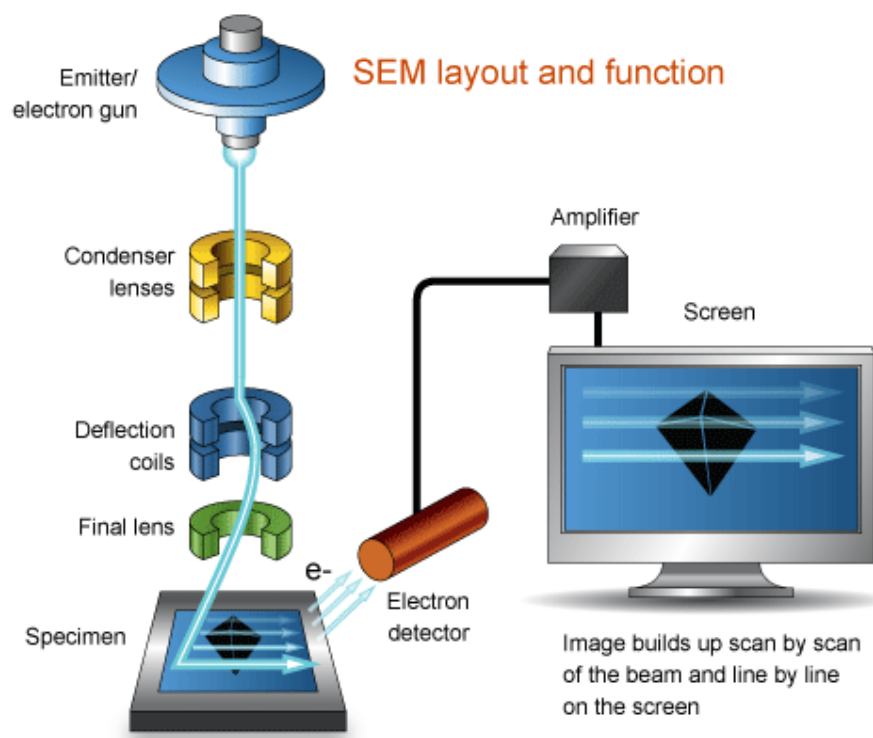 SEM layout and function
Emitter/
electron gun
Condenser
lenses
Deflection
coils
Final lens
Specimen
e-
Electron
detector
Amplifier
Screen
Image builds up scan by scan
of the beam and line by line
on the screen